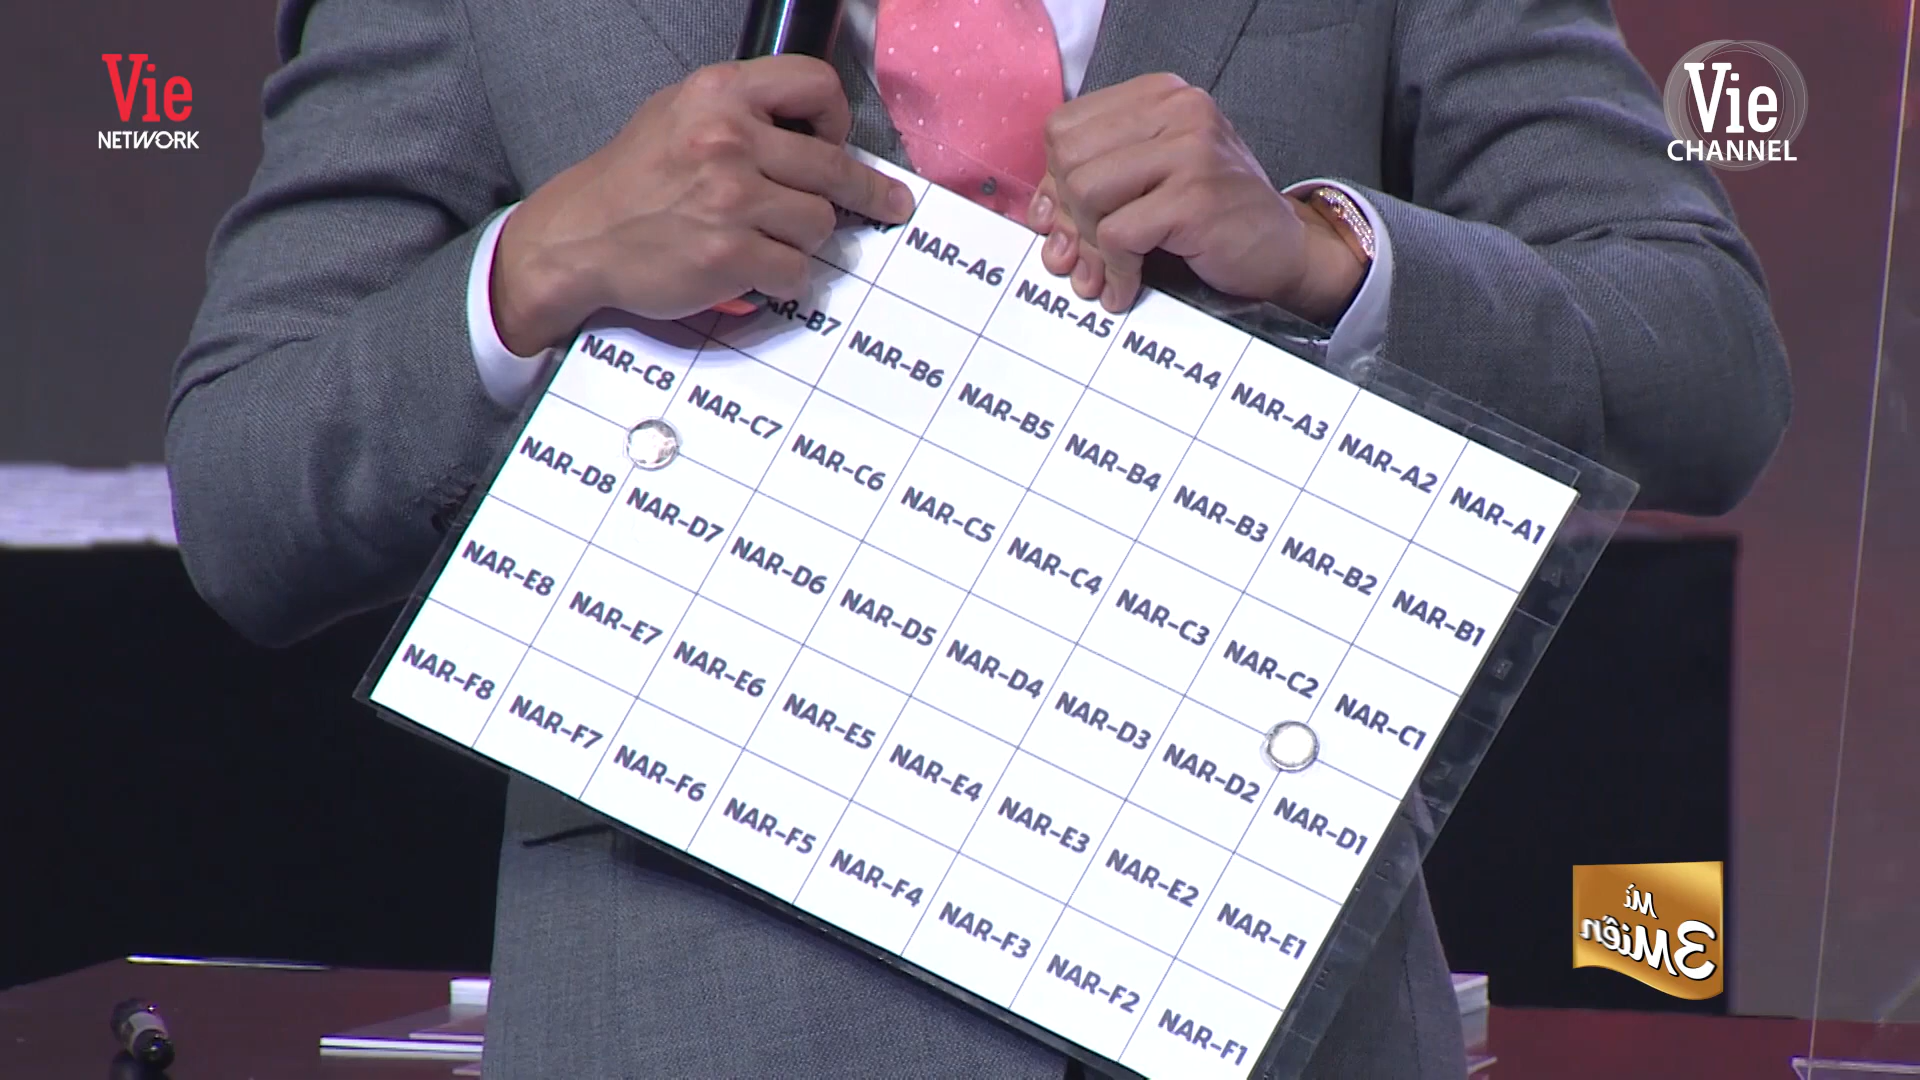 Vie
NETWORK
Vie
CHANNEL
NAR-A6 NAR-A5 NAR-A4 NAR-A3 NAR-A2 NAR-A1
NAR-B7 NAR-B6 NAR-B5 NAR-B4 NAR-B3 NAR-B2 NAR-B1
NAR-C8 NAR-C7 NAR-C6 NAR-C5 NAR-C4 NAR-C3 NAR-C2 NAR-C1
NAR-D8 NAR-D7 NAR-D6 NAR-D5 NAR-D4 NAR-D3 NAR-D2 NAR-D1
NAR-E8 NAR-E7 NAR-E6 NAR-E5 NAR-E4 NAR-E3 NAR-E2 NAR-E1
NAR-F8 NAR-F7 NAR-F6 NAR-F5 NAR-F4 NAR-F3 NAR-F2 NAR-F1
Mì
3 Miền